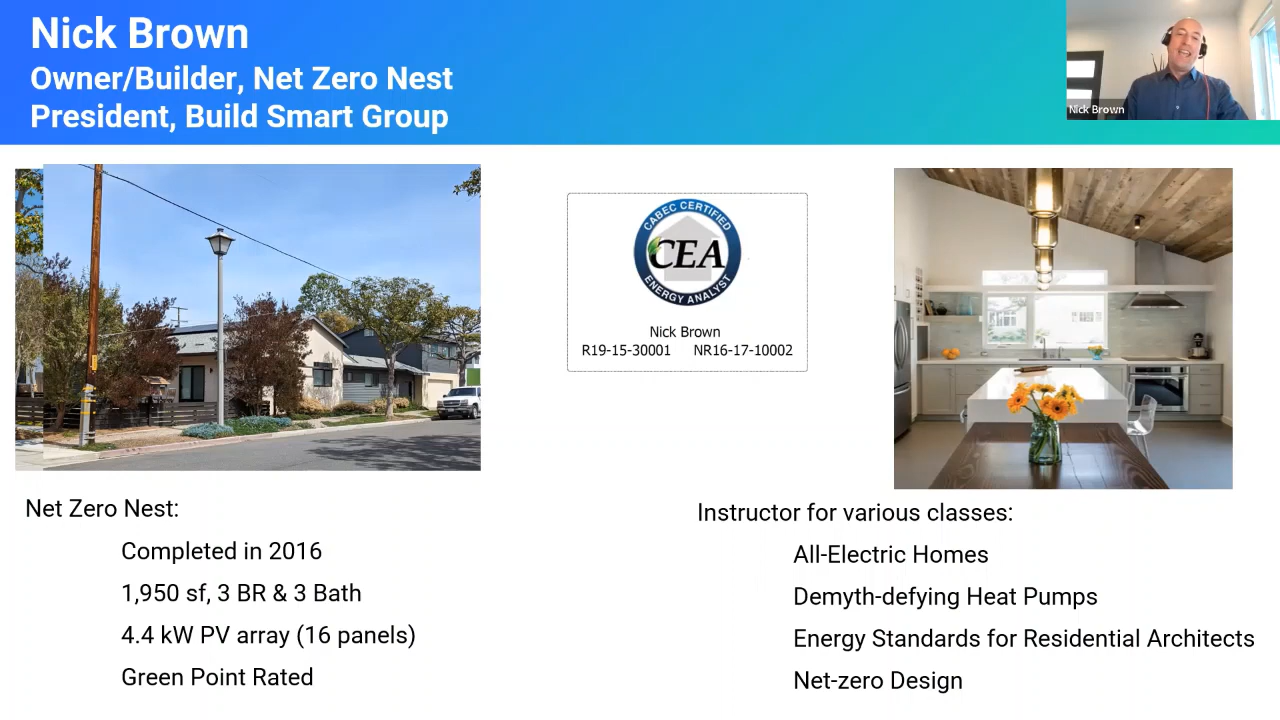 Nick Brown
Owner/Builder, Net Zero Nest
President, Build Smart Group
Nick Brown
CABEC CERTIFIED
CEA
ENERGY ANALYST
Nick Brown
R19-15-30001 NR16-17-10002
Net Zero Nest:
Completed in 2016
1,950 sf, 3 BR & 3 Bath
4.4 kW PV array (16 panels)
Green Point Rated
Instructor for various classes:
All-Electric Homes
Demyth-defying Heat Pumps
Energy Standards for Residential Architects
Net-zero Design